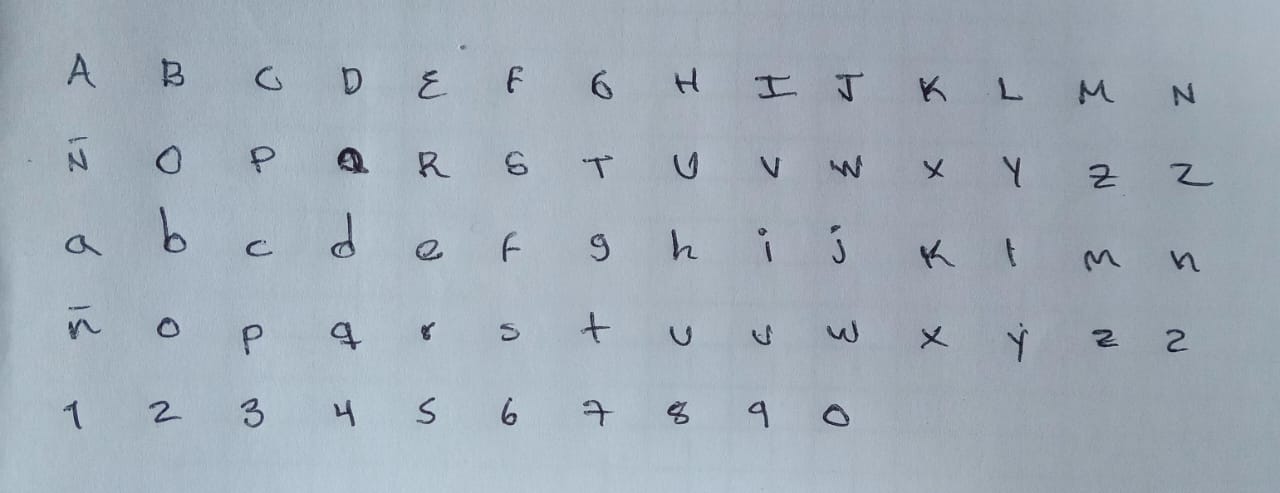 A B C D E F G H I J K L M N
Ñ O P Q R S T U V W X Y Z Z
a b c d e f g h i j k l m n
ñ o p q r s t u v w x y z z
1 2 3 4 5 6 7 8 9 0